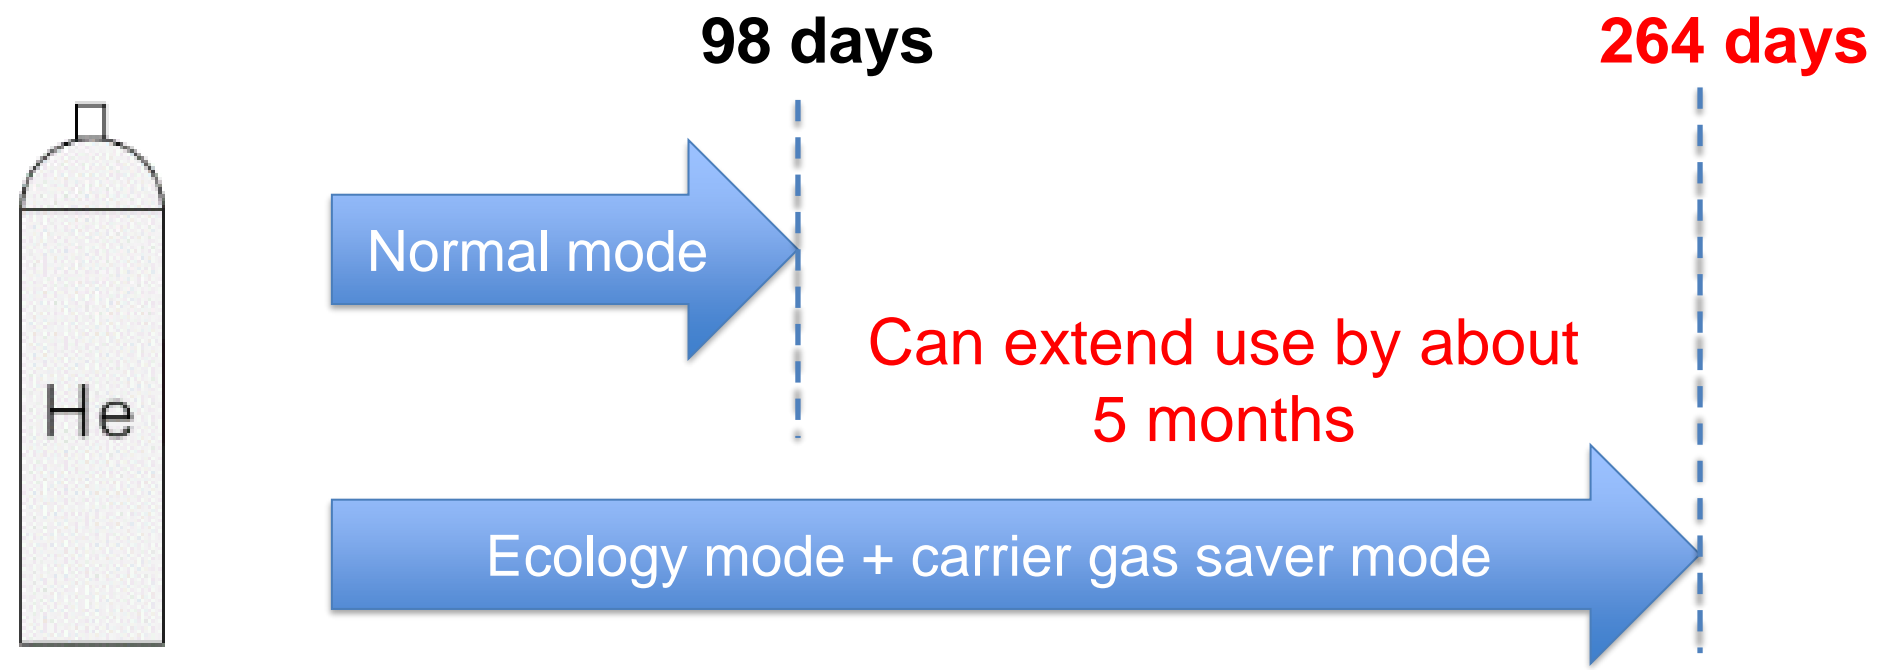 98 days
264 days
Normal mode
Can extend use by about
5 months
He
Ecology mode + carrier gas saver mode